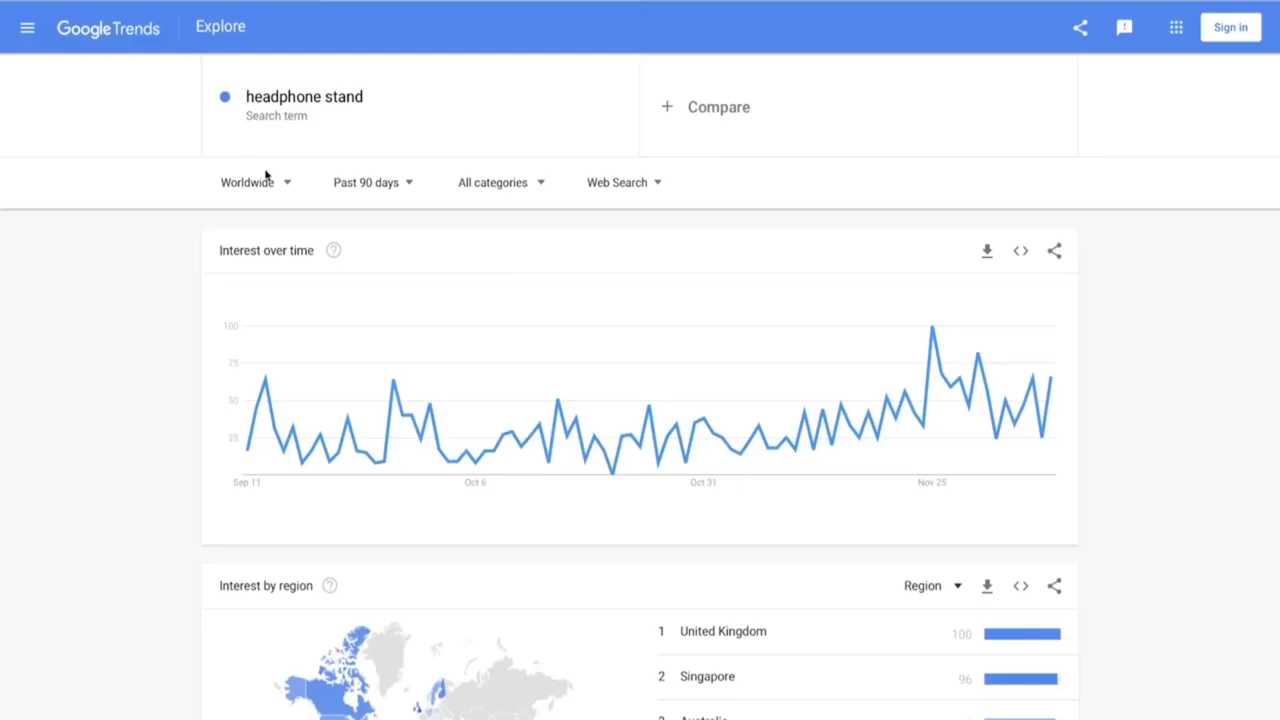 GoogleTrends Explore ! Sign in
headphone stand
Search term
+ Compare
Worldwide Past 90 days All categories Web Search
Interest over time ?
100
75
50
25
Sep 11 Oct 6 Oct 31 Nov 25
Interest by region ? Region
1 United Kingdom 100
2 Singapore 96
Australia